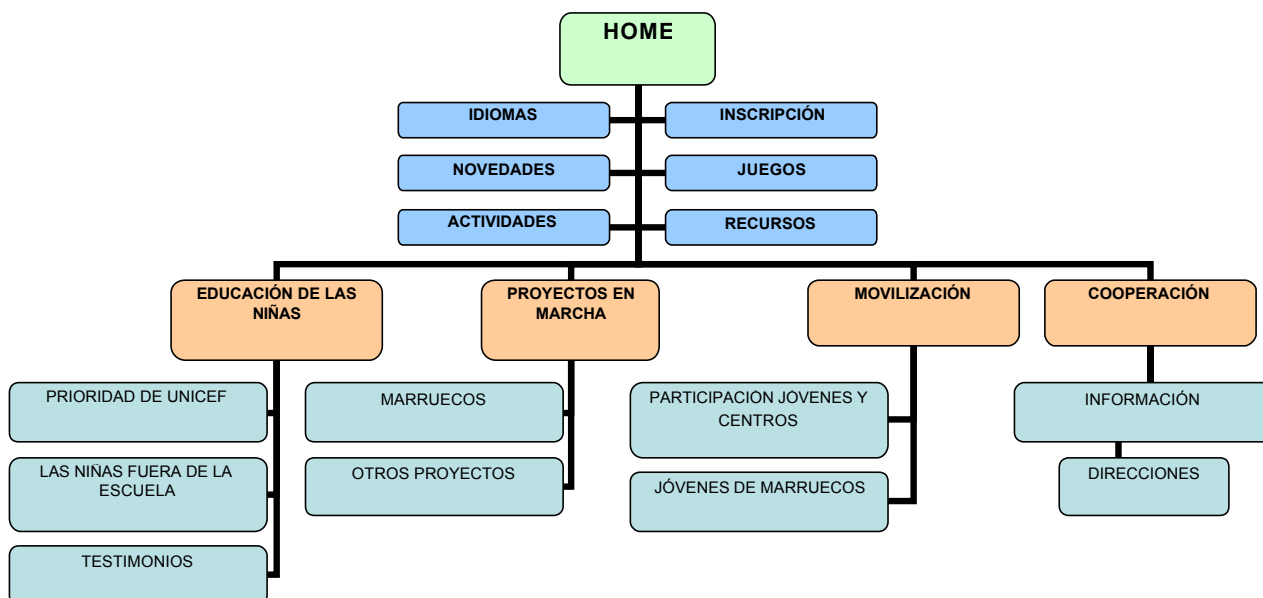 HOME
IDIOMAS
INSCRIPCIÓN
NOVEDADES
JUEGOS
ACTIVIDADES
RECURSOS
EDUCACIÓN DE LAS
NIÑAS
PROYECTOS EN
MARCHA
MOVILIZACIÓN
COOPERACIÓN
PRIORIDAD DE UNICEF
LAS NIÑAS FUERA DE LA
ESCUELA
TESTIMONIOS
MARRUECOS
OTROS PROYECTOS
PARTICIPACIÓN JÓVENES Y
CENTROS
JÓVENES DE MARRUECOS
INFORMACIÓN
DIRECCIONES